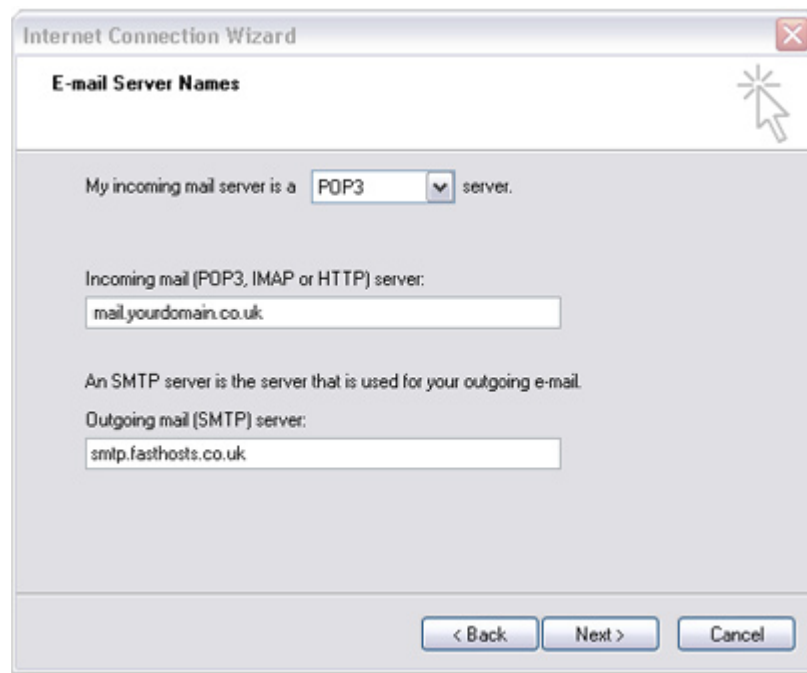 Internet Connection Wizard
E-mail Server Names
My incoming mail server is a POP3 server.
Incoming mail (POP3, IMAP or HTTP) server:
mail.yourdomain.co.uk
An SMTP server is the server that is used for your outgoing e-mail.
Outgoing mail (SMTP) server:
smtp.fasthosts.co.uk
< Back Next > Cancel